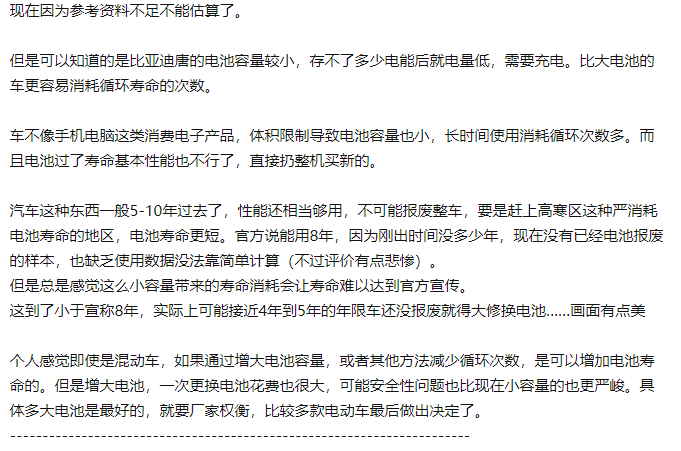 现在因为参考资料不足不能估算了。
但是可以知道的是比亚迪唐的电池容量较小，存不了多少电能后就电量低，需要充电。比大电池的
车更容易消耗循环寿命的次数。
车不像手机电脑这类消费电子产品，体积限制导致电池容量也小，长时间使用消耗循环次数多。而
且电池过了寿命基本性能也不行了，直接扔整机买新的。
汽车这种东西一般5-10年过去了，性能还相当够用，不可能报废整车，要是赶上高寒区这种严消耗
电池寿命的地区，电池寿命更短。官方说能用8年，因为刚出时间没多少年，现在没有已经电池报废
的样本，也缺乏使用数据没法靠简单计算（不过评价有点悲惨）。
但是总是感觉这么小容量带来的寿命消耗会让寿命难以达到官方宣传。
这到了小于宣称8年，实际上可能接近4年到5年的年限车还没报废就得大修换电池......画面有点美
个人感觉即使是混动车，如果通过增大电池容量，或者其他方法减少循环次数，是可以增加电池寿
命的。但是增大电池，一次更换电池花费也很大，可能安全性问题也比现在小容量的也更严峻。具
体多大电池是最好的，就要厂家权衡，比较多款电动车最后做出决定了。
-----------------------------------------------------------------------